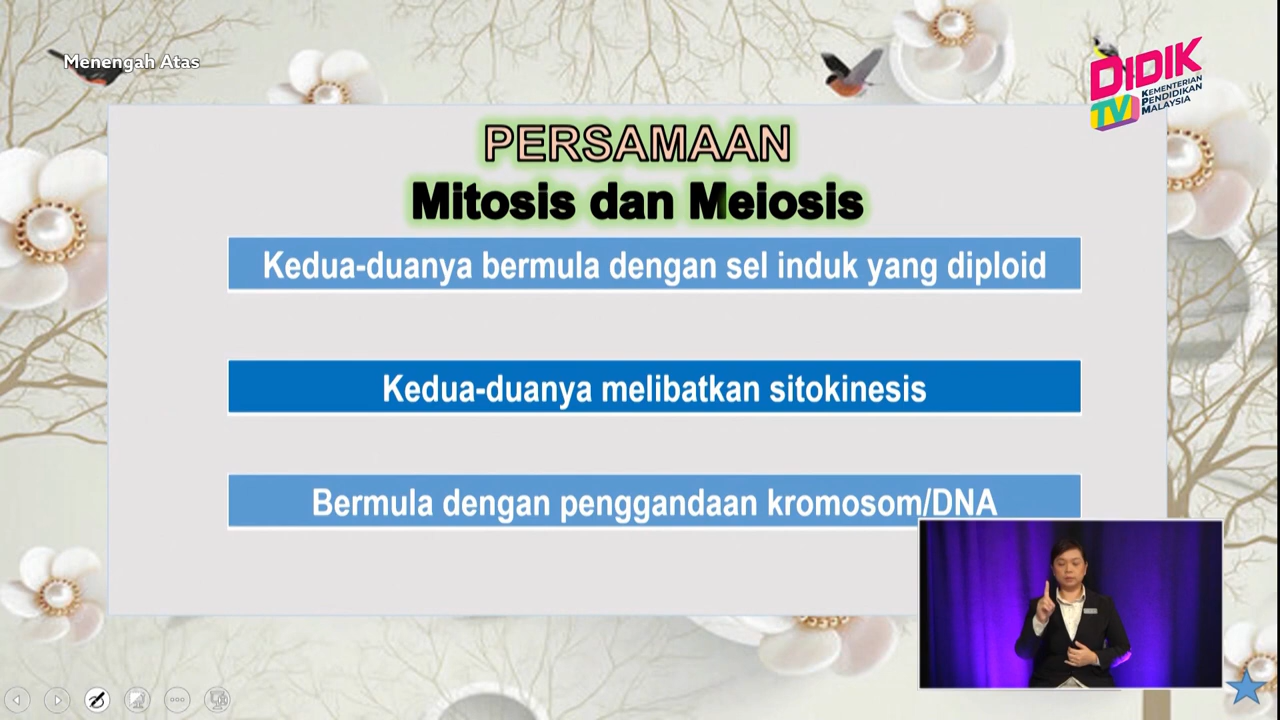 Menengah Atas
DIDIK
TV
KEMENTERIAN
PENDIDIKAN
MALAYSIA
PERSAMAAN
Mitosis dan Meiosis
Kedua-duanya bermula dengan sel induk yang diploid
Kedua-duanya melibatkan sitokinesis
Bermula dengan penggandaan kromosom/DNA